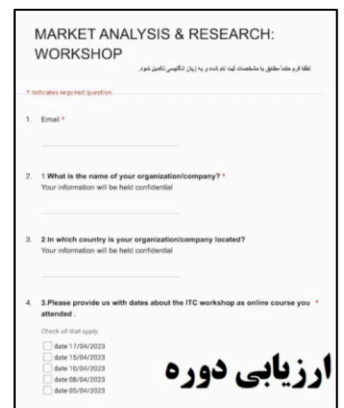 MARKET ANALYSIS & RESEARCH:
WORKSHOP
لطفا فرم حتما مطابق با مشخصات ثبت نام شده و به زبان انگلیسی تکمیل شود.
* Indicates required question
1. Email *
2. 1.What is the name of your organization/company? *
Your information will be held confidential
3. 2.In which country is your organization/company located?
Your information will be held confidential
4. 3.Please provide us with dates about the ITC workshop as online course you *
attended .
Check all that apply.
date 17/04/2023
date 15/04/2023
date 16/04/2023
date 08/04/2023
date 05/04/2023
ارزیابی دوره